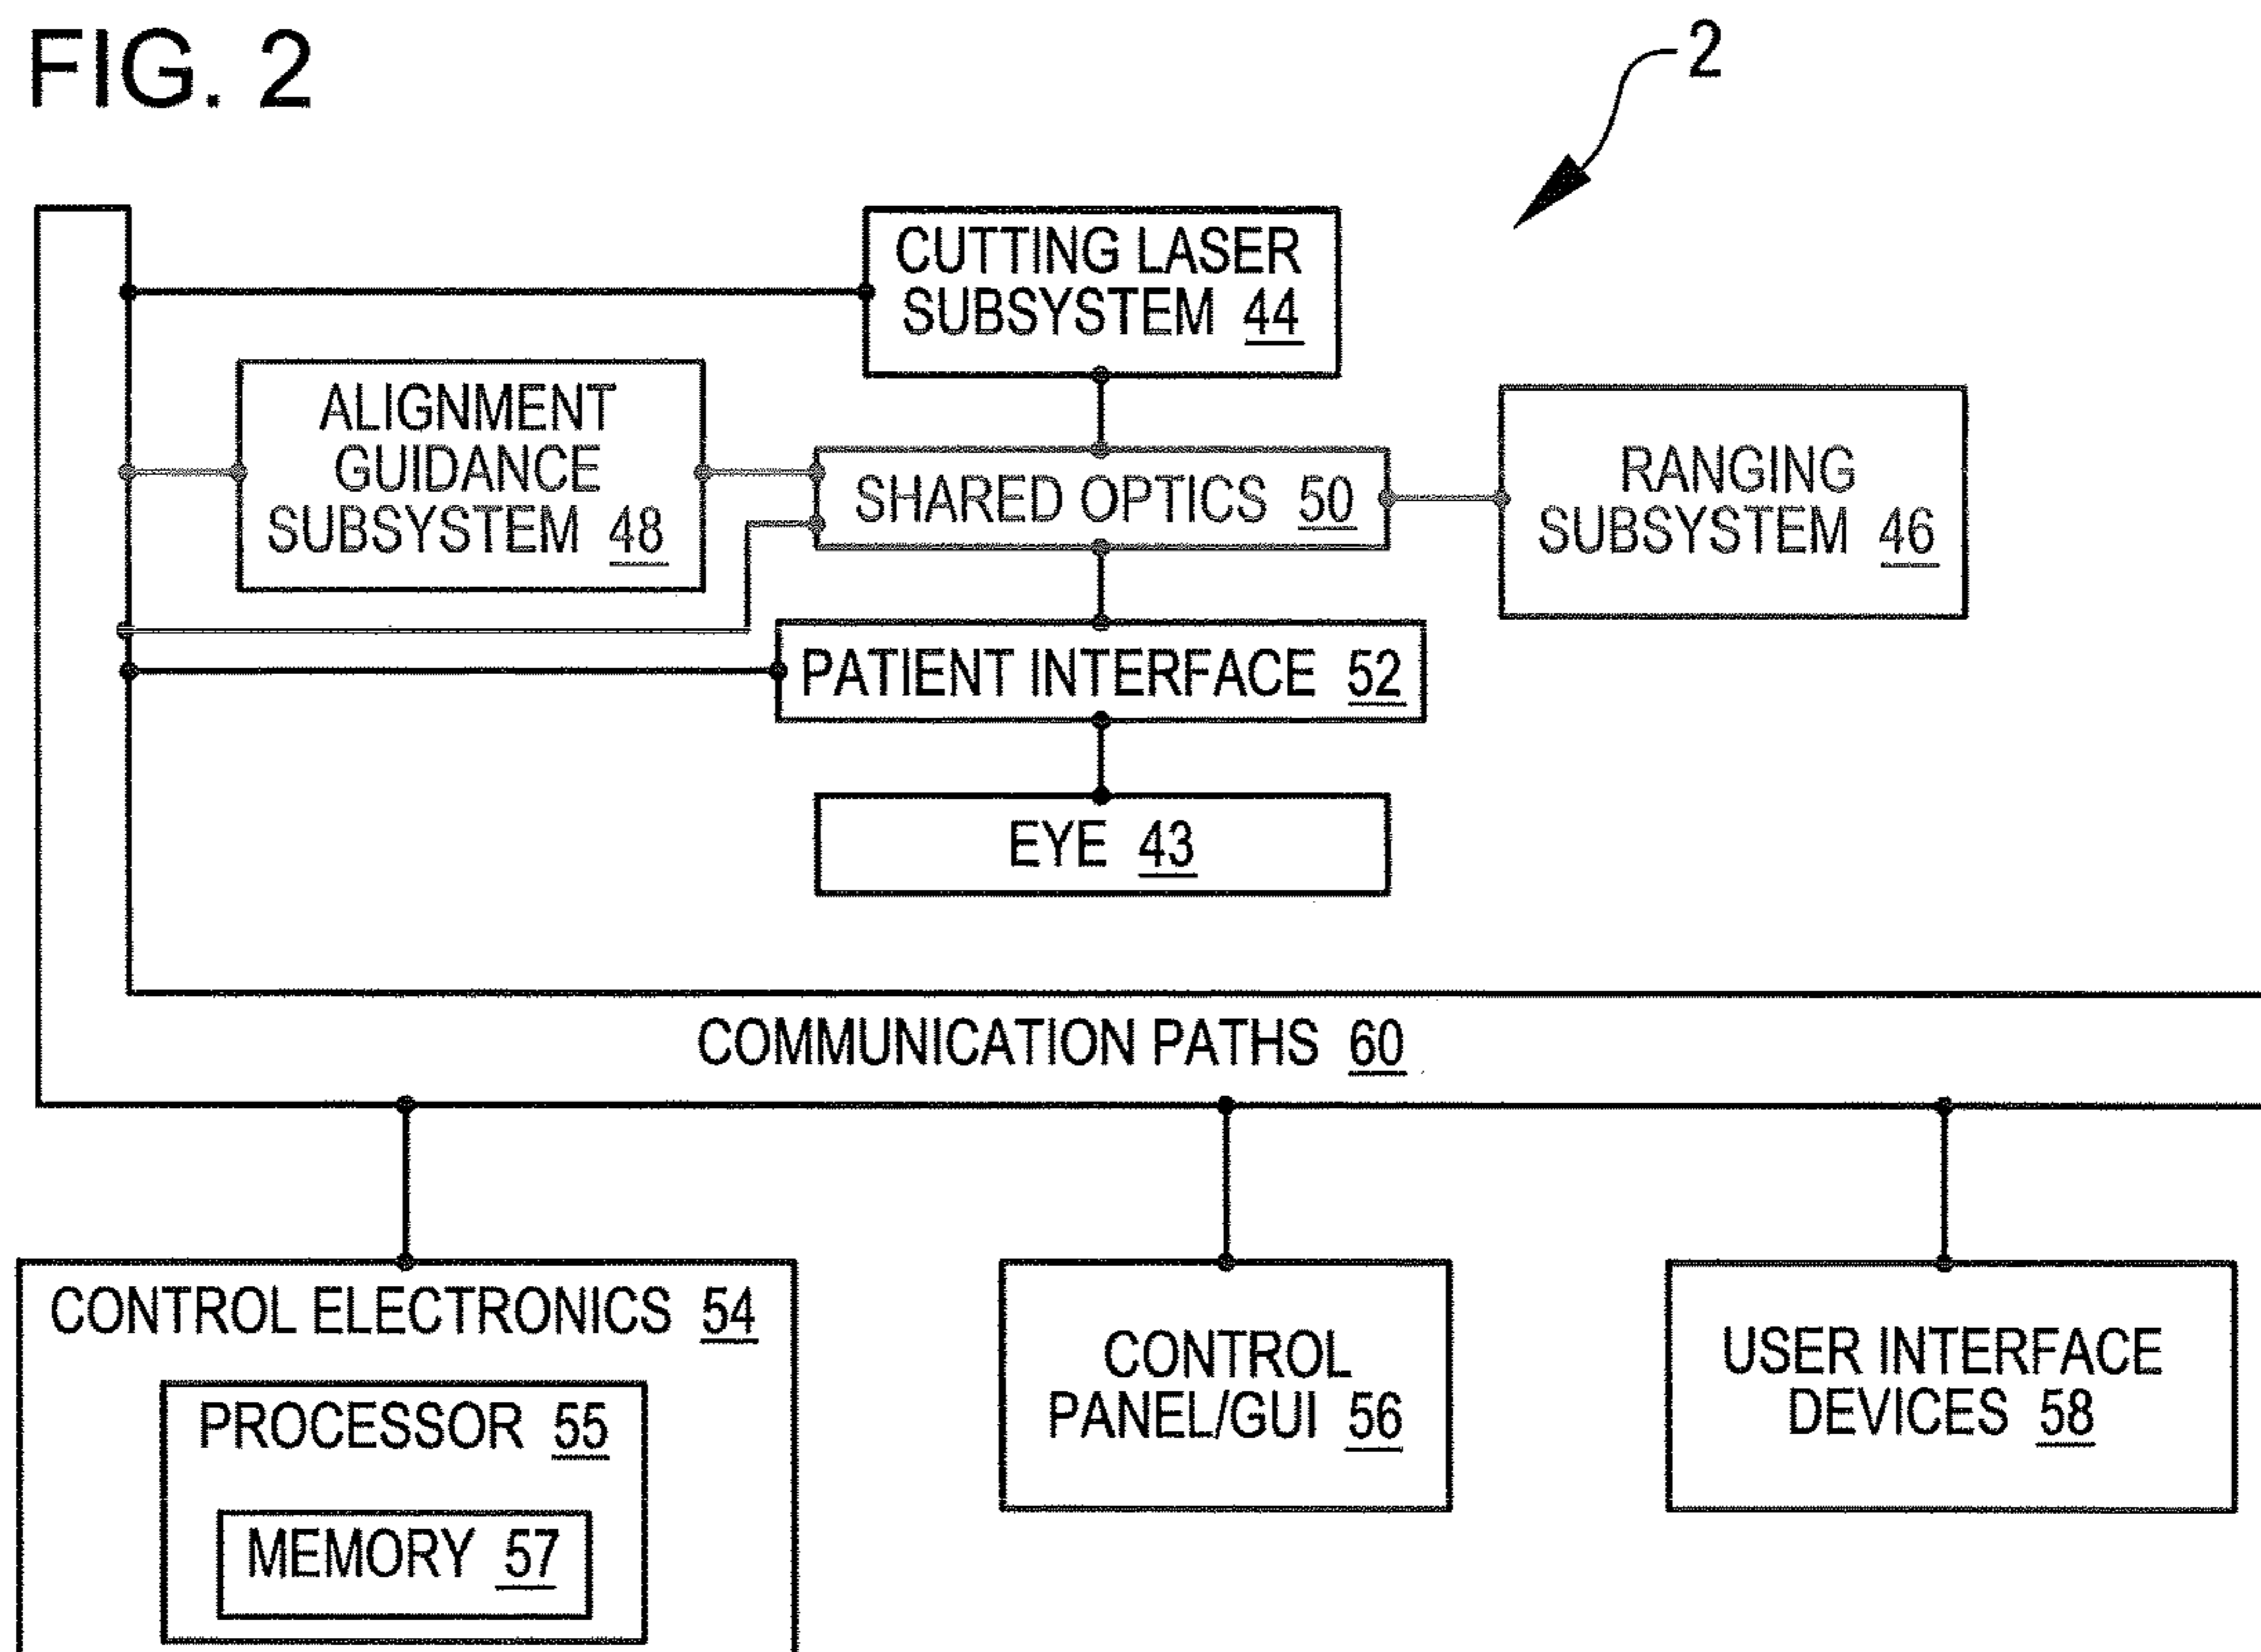 FIG. 2
2
CUTTING LASER
SUBSYSTEM 44
ALIGNMENT
GUIDANCE
SUBSYSTEM 48
SHARED OPTICS 50
RANGING
SUBSYSTEM 46
PATIENT INTERFACE 52
EYE 43
COMMUNICATION PATHS 60
CONTROL ELECTRONICS 54
PROCESSOR 55
MEMORY 57
CONTROL
PANEL/GUI 56
USER INTERFACE
DEVICES 58